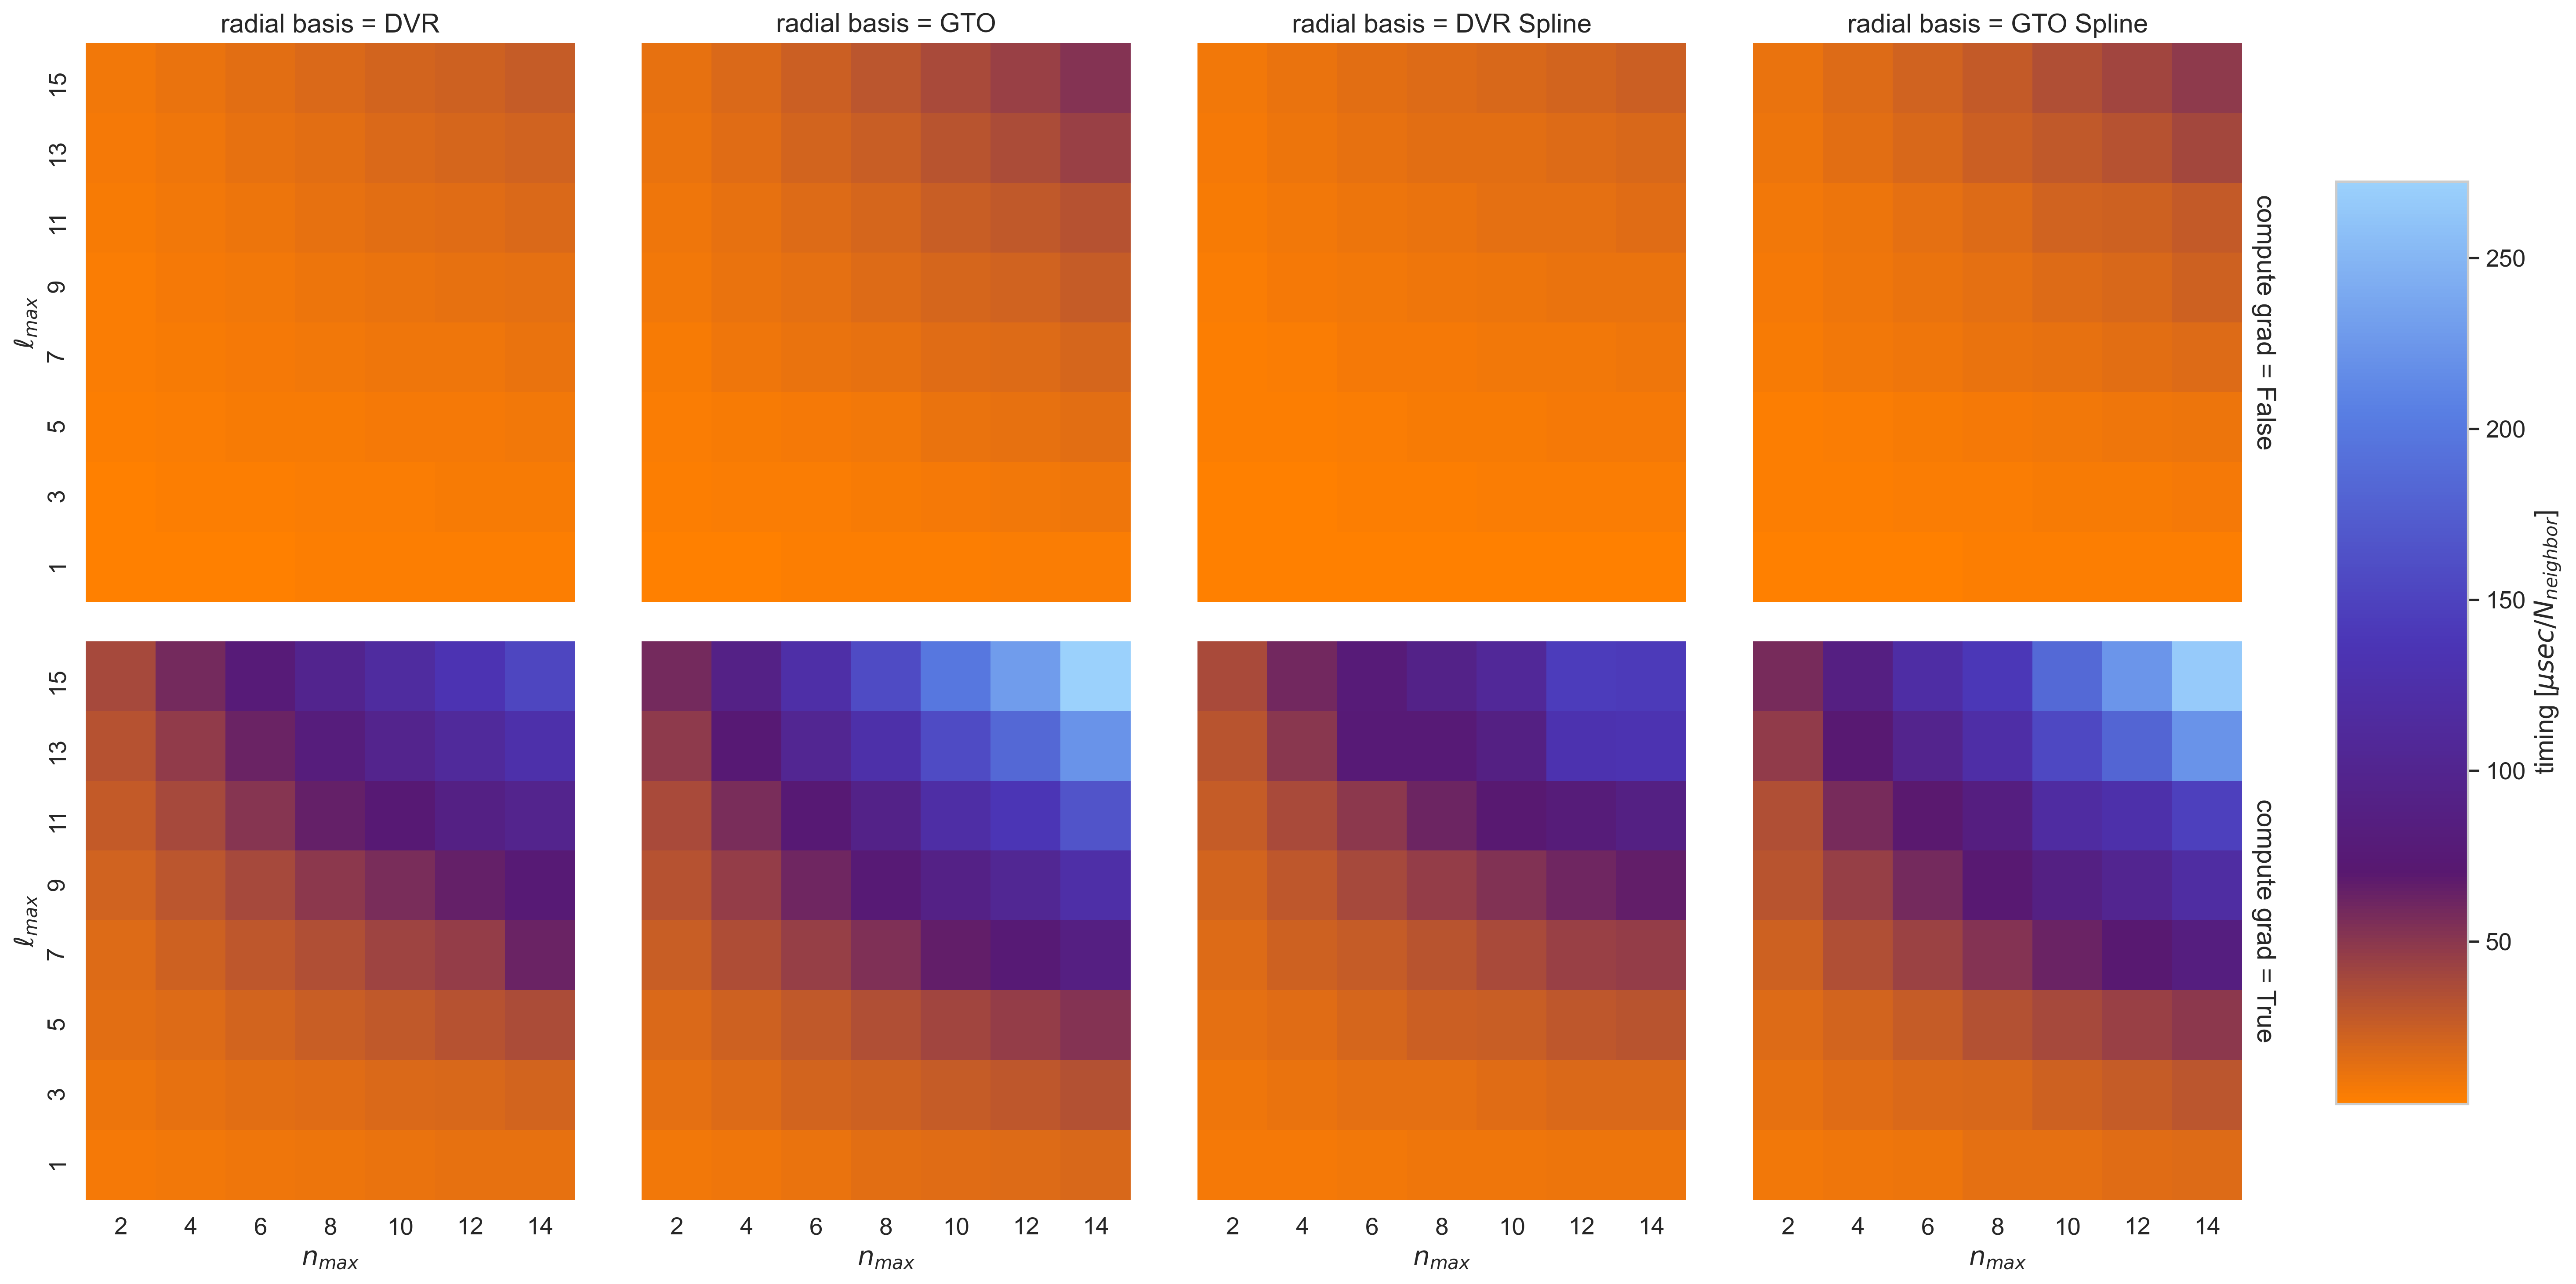 radial basis = DVR
radial basis = GTO
radial basis = DVR Spline
radial basis = GTO Spline
ℓmax
15
13
11
9
7
5
3
1
compute grad = False
ℓmax
15
13
11
9
7
5
3
1
compute grad = True
2 4 6 8 10 12 14
nmax
2 4 6 8 10 12 14
nmax
2 4 6 8 10 12 14
nmax
2 4 6 8 10 12 14
nmax
250
200
150
100
50
timing [μsec/Nneighbor]